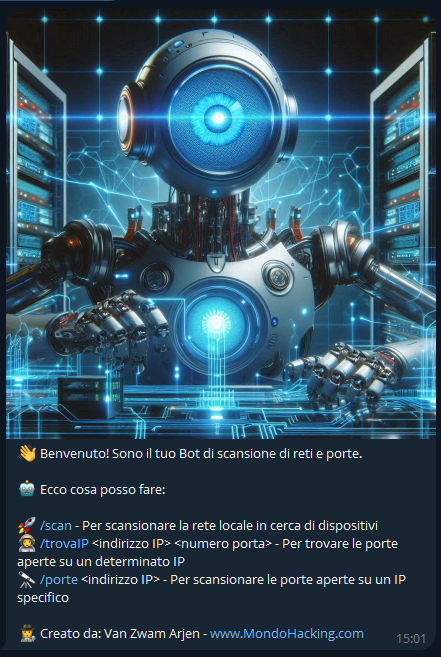 👋 Benvenuto! Sono il tuo Bot di scansione di reti e porte.
🤖 Ecco cosa posso fare:
🚀 /scan - Per scansionare la rete locale in cerca di dispositivi
👩‍🚀 /trovaIP <indirizzo IP> <numero porta> - Per trovare le porte
aperte su un determinato IP
🔭 /porte <indirizzo IP> - Per scansionare le porte aperte su un IP
specifico
🕵️‍♂️ Creato da: Van Zwam Arjen - www.MondoHacking.com
15:01